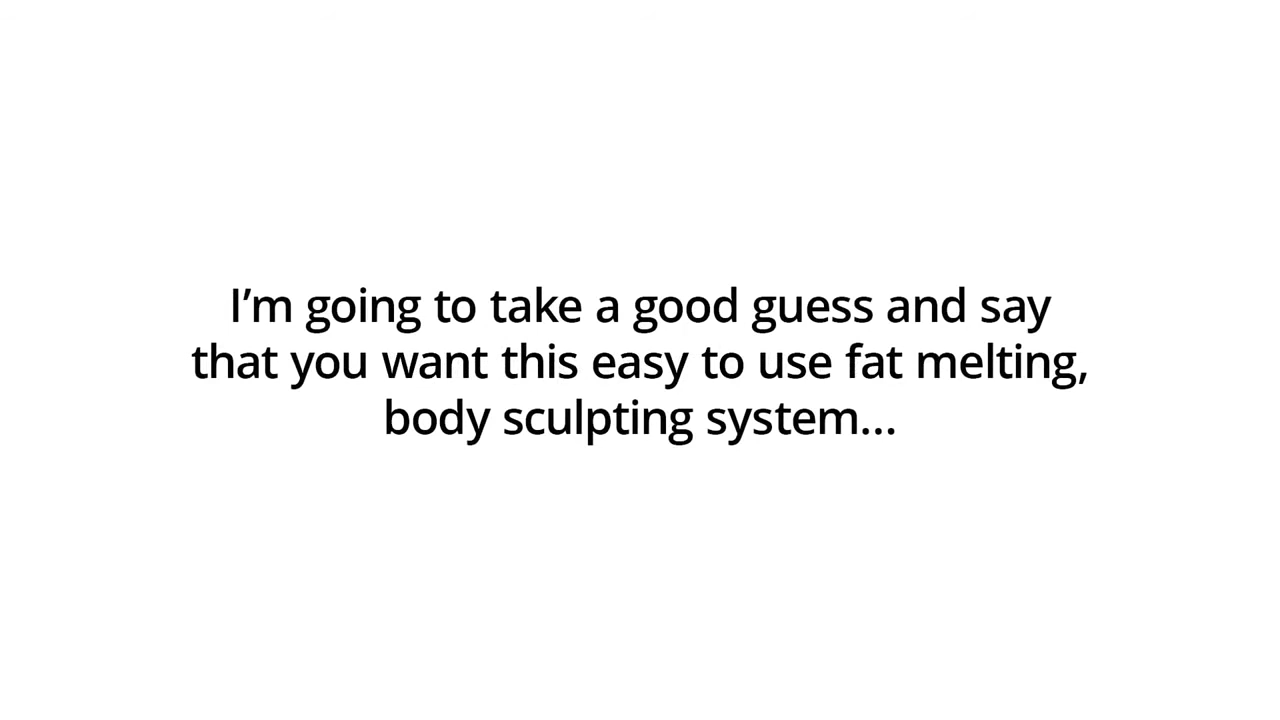 I’m going to take a good guess and say
that you want this easy to use fat melting,
body sculpting system...